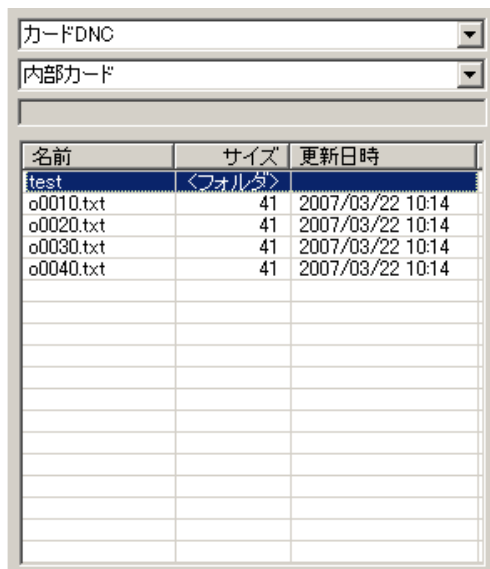 カードDNC
内部カード
名前 サイズ 更新日時
test <フォルダ>
o0010.txt 41 2007/03/22 10:14
o0020.txt 41 2007/03/22 10:14
o0030.txt 41 2007/03/22 10:14
o0040.txt 41 2007/03/22 10:14